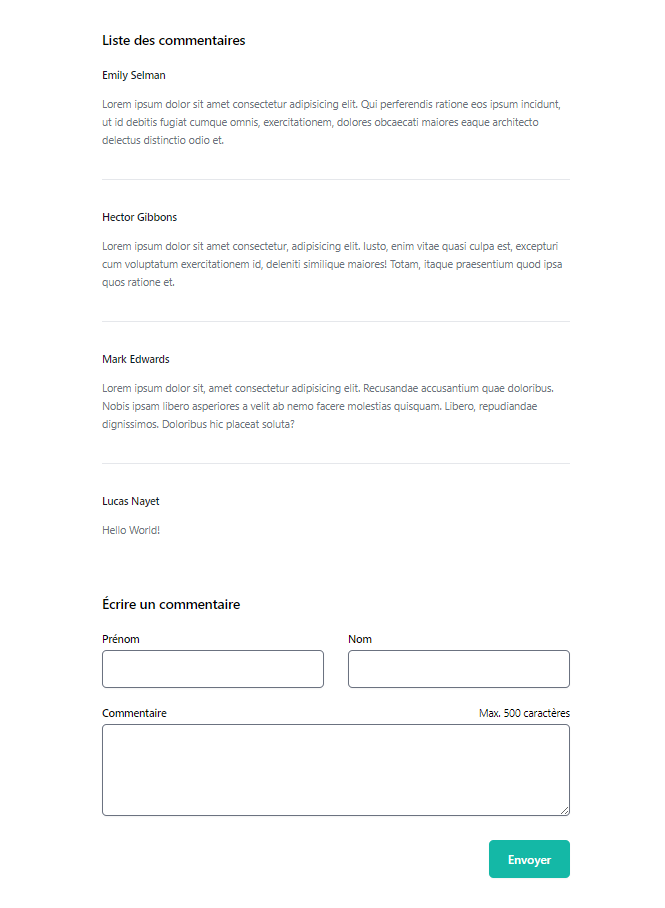 Liste des commentaires
Emily Selman
Lorem ipsum dolor sit amet consectetur adipisicing elit. Qui perferendis ratione eos ipsum incidunt,
ut id debitis fugiat cumque omnis, exercitationem, dolores obcaecati maiores eaque architecto
delectus distinctio odio et.
Hector Gibbons
Lorem ipsum dolor sit amet consectetur, adipisicing elit. Iusto, enim vitae quasi culpa est, excepturi
cum voluptatum exercitationem id, deleniti similique maiores! Totam, itaque praesentium quod ipsa
quos ratione et.
Mark Edwards
Lorem ipsum dolor sit, amet consectetur adipisicing elit. Recusandae accusantium quae doloribus.
Nobis ipsam libero asperiores a velit ab nemo facere molestias quisquam. Libero, repudiandae
dignissimos. Doloribus hic placeat soluta?
Lucas Nayet
Hello World!
Écrire un commentaire
Prénom Nom
Commentaire Max. 500 caractères
Envoyer